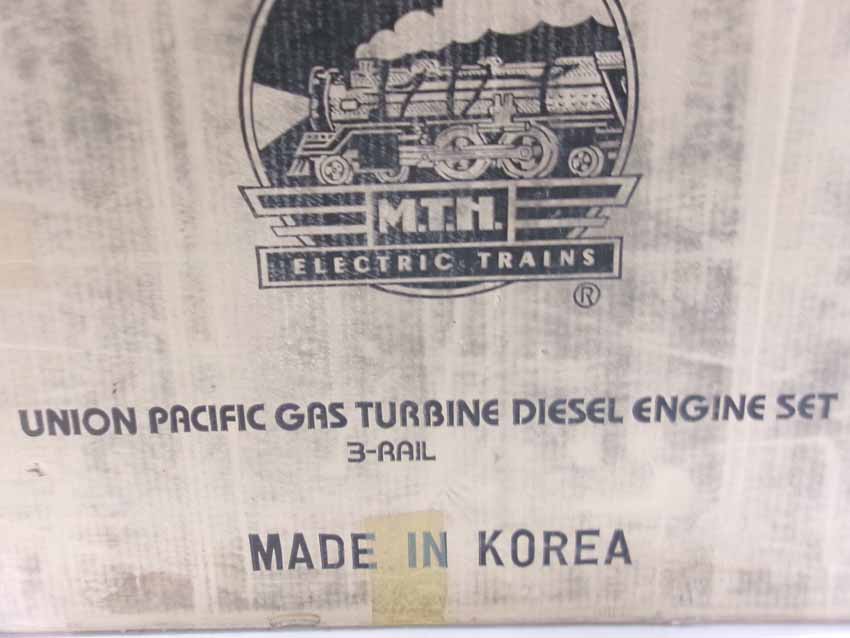 M.T.H.
ELECTRIC TRAINS
®
UNION PACIFIC GAS TURBINE DIESEL ENGINE SET
3-RAIL
MADE IN KOREA